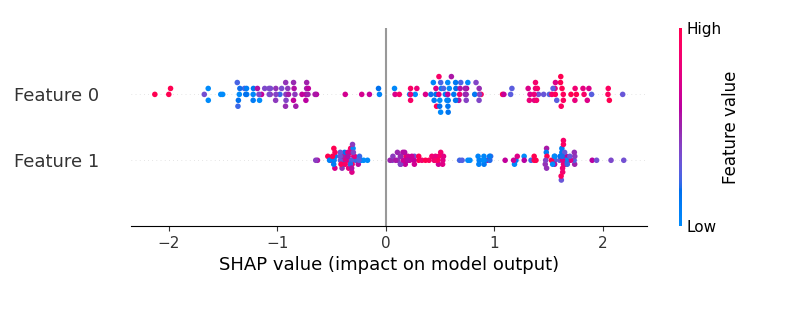 High
Feature 0
Feature 1
Feature value
Low
−2 −1 0 1 2
SHAP value (impact on model output)